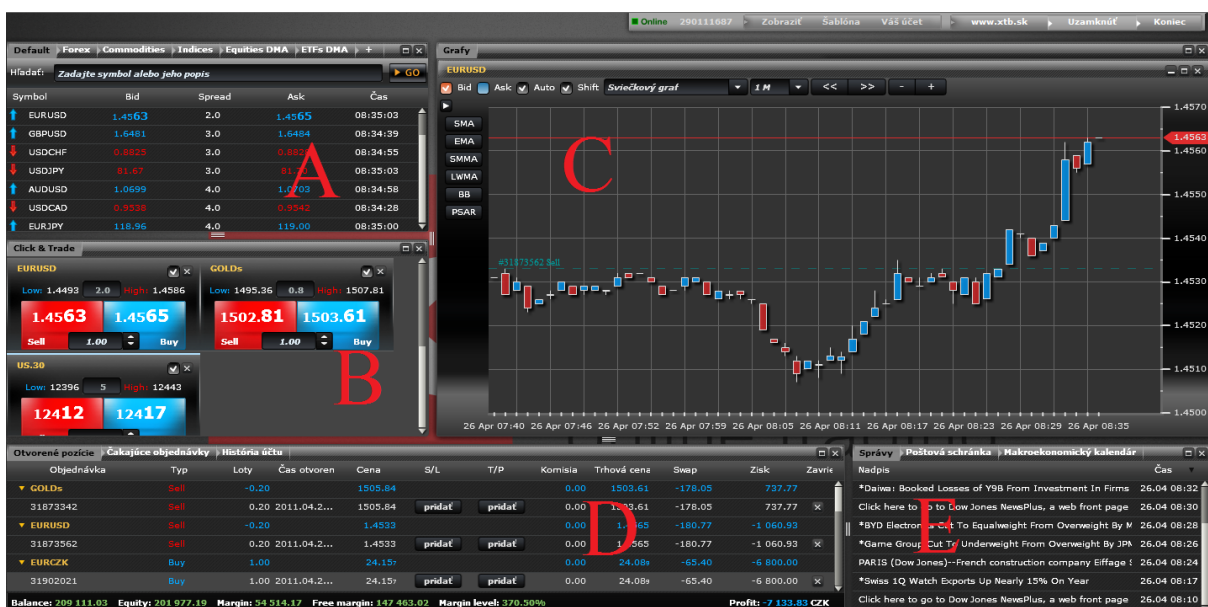 Online 290111687 Zobraziť Šablóna Váš účet www.xtb.sk Uzamknúť Koniec
Default Forex Commodities Indices Equities DMA ETFs DMA +
Hľadať: Zadajte symbol alebo jeho popis GO
Symbol Bid Spread Ask Čas
EURUSD 1.4563 2.0 1.4565 08:35:03
GBPUSD 1.6481 3.0 1.6484 08:34:39
USDCHF 0.8825 3.0 08:34:55
USDJPY 81.67 3.0 08:35:03
AUDUSD 1.0699 4.0 1.0703 08:34:58
USDCAD 0.9538 4.0 0.9542 08:34:28
EURJPY 118.96 4.0 119.00 08:35:00
A
Click & Trade
EURUSD GOLDs
Low: 1.4493 2.0 High: 1.4586 Low: 1495.36 0.8 High: 1507.81
1.4563 1.4565 1502.81 1503.61
Sell 1.00 Buy Sell 1.00 Buy
US.30
Low: 12396 5 High: 12443
12412 12417
B
Grafy
EURUSD
Bid Ask Auto Shift Sviečkový graf 1 M << >> - +
SMA
EMA
SMMA
LWMA
BB
PSAR
C
#31873562 Sell
1.4570
1.4563
1.4560
1.4550
1.4540
1.4530
1.4520
1.4510
1.4500
26 Apr 07:40 26 Apr 07:46 26 Apr 07:52 26 Apr 07:59 26 Apr 08:05 26 Apr 08:11 26 Apr 08:17 26 Apr 08:23 26 Apr 08:29 26 Apr 08:35
Otvorené pozície Čakajúce objednávky História účtu
Objednávka Typ Loty Čas otvoren Cena S/L T/P Komisia Trhová cena Swap Zisk Zavrie
GOLDs Sell -0.20 1505.84 0.00 1503.61 -178.05 737.77
31873342 Sell 0.20 2011.04.2... 1505.84 pridať pridať 0.00 1503.61 -178.05 737.77
EURUSD Sell -0.20 1.4533 0.00 1.4565 -180.77 -1 060.93
31873562 Sell 0.20 2011.04.2... 1.4533 pridať pridať 0.00 1.4565 -180.77 -1 060.93
EURCZK Buy 1.00 24.157 0.00 24.089 -65.40 -6 800.00
31902021 Buy 1.00 2011.04.2... 24.157 pridať pridať 0.00 24.089 -65.40 -6 800.00
D
Balance: 209 111.03 Equity: 201 977.19 Margin: 54 514.17 Free margin: 147 463.02 Margin level: 370.50% Profit: -7 133.83 CZK
Správy Poštová schránka Makroekonomický kalendár
Nadpis Čas
*Daiwa: Booked Losses of Y9B From Investment In Firms 26.04 08:32
Click here to go to Dow Jones NewsPlus, a web front page 26.04 08:30
*BYD Electronics Cut To Equalweight From Overweight By M 26.04 08:28
*Game Group Cut To Underweight From Overweight By JPM 26.04 08:26
PARIS (Dow Jones)--French construction company Eiffage 26.04 08:24
*Swiss 1Q Watch Exports Up Nearly 15% On Year 26.04 08:17
Click here to go to Dow Jones NewsPlus, a web front page 26.04 08:10
E